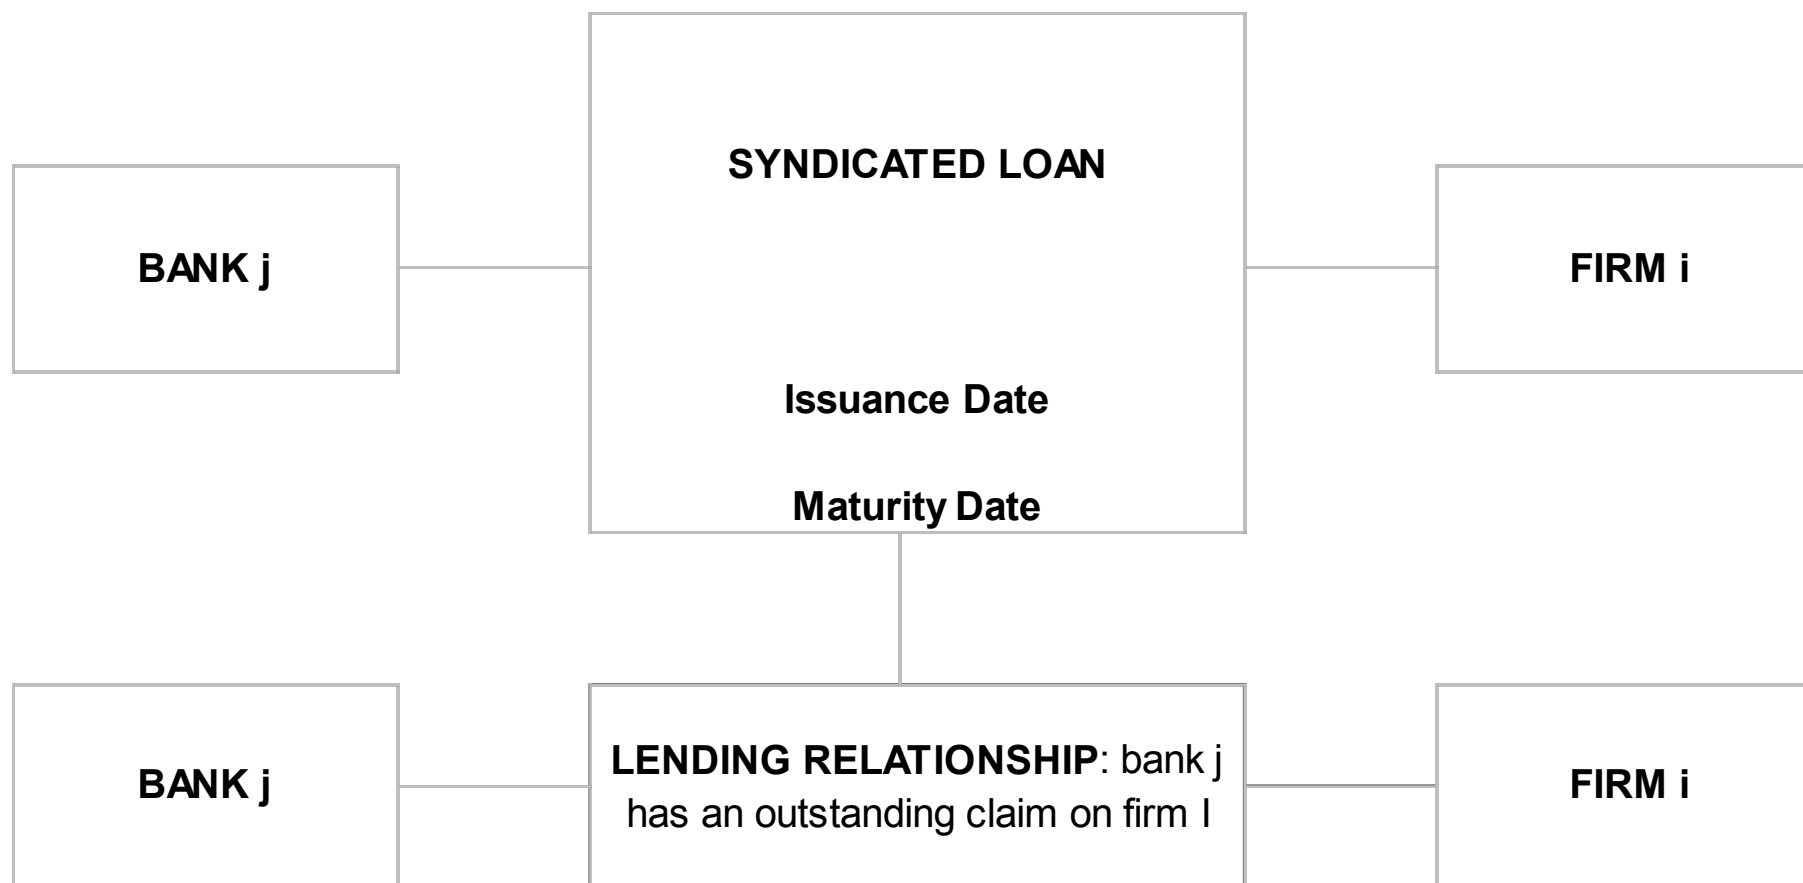 SYNDICATED LOAN
BANK j
FIRM i
Issuance Date
Maturity Date
BANK j
LENDING RELATIONSHIP: bank j
has an outstanding claim on firm I
FIRM i